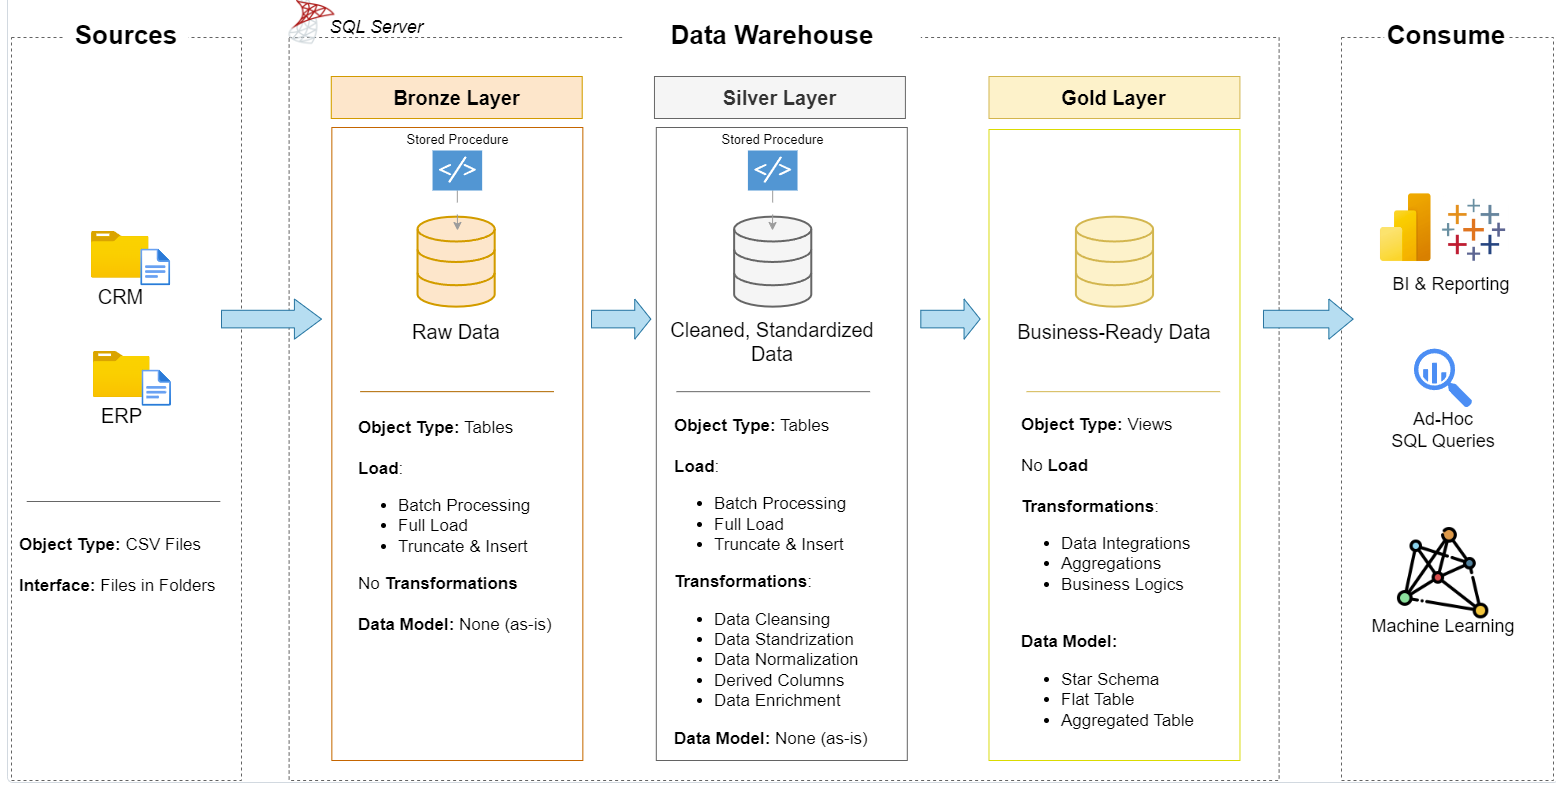 Sources
SQL Server
Data Warehouse
Consume
CRM
ERP
Object Type: CSV Files
Interface: Files in Folders
Bronze Layer
Stored Procedure
</>
Raw Data
Object Type: Tables
Load:
Batch Processing
Full Load
Truncate & Insert
No Transformations
Data Model: None (as-is)
Silver Layer
Stored Procedure
</>
Cleaned, Standardized
Data
Object Type: Tables
Load:
Batch Processing
Full Load
Truncate & Insert
Transformations:
Data Cleansing
Data Standrization
Data Normalization
Derived Columns
Data Enrichment
Data Model: None (as-is)
Gold Layer
Business-Ready Data
Object Type: Views
No Load
Transformations:
Data Integrations
Aggregations
Business Logics
Data Model:
Star Schema
Flat Table
Aggregated Table
BI & Reporting
Ad-Hoc
SQL Queries
Machine Learning